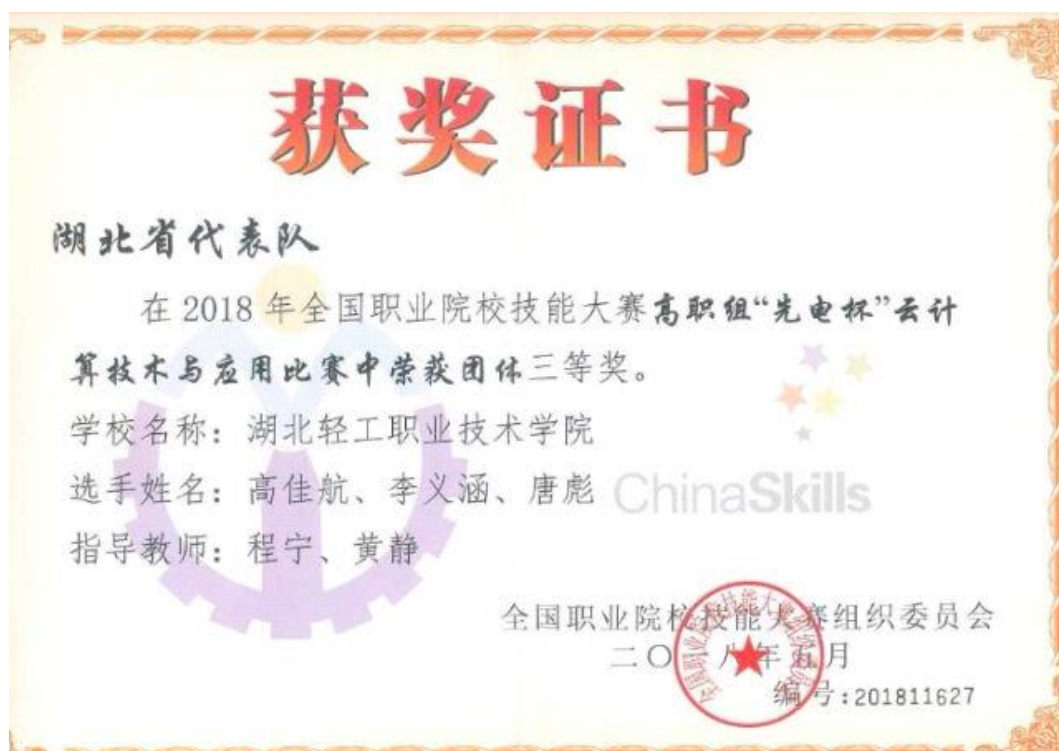 获奖证书
湖北省代表队
在 2018 年全国职业院校技能大赛高职组“先电杯”云计
算技术与应用比赛中荣获团体三等奖。
学校名称：湖北轻工职业技术学院
选手姓名：高佳航、李义涵、唐彪
ChinaSkills
指导教师：程宁、黄静
全国职业院校技能大赛组织委员会
二〇一八年五月
编号:201811627